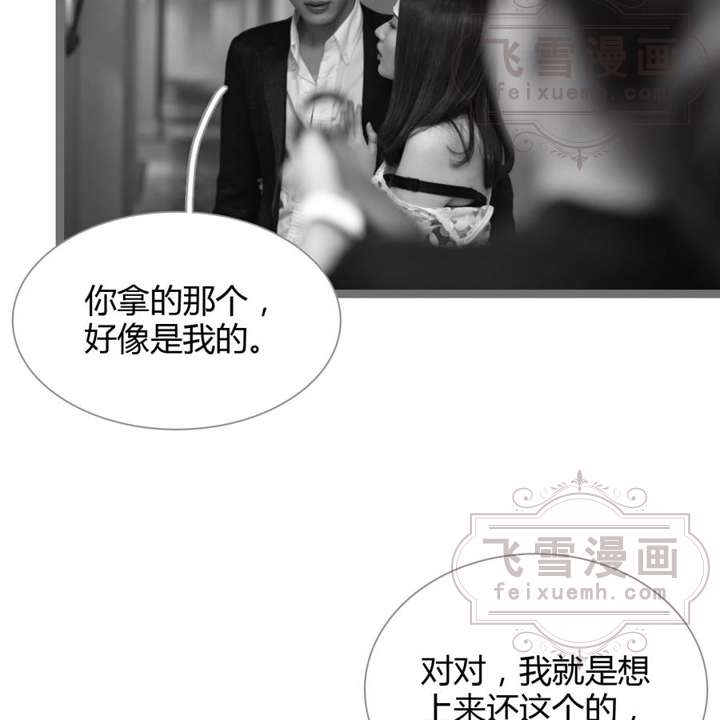 飞雪漫画
feixuemh.com
你拿的那个，
好像是我的。
飞雪漫画
feixuemh.com
对对，我就是想
上来还这个的，